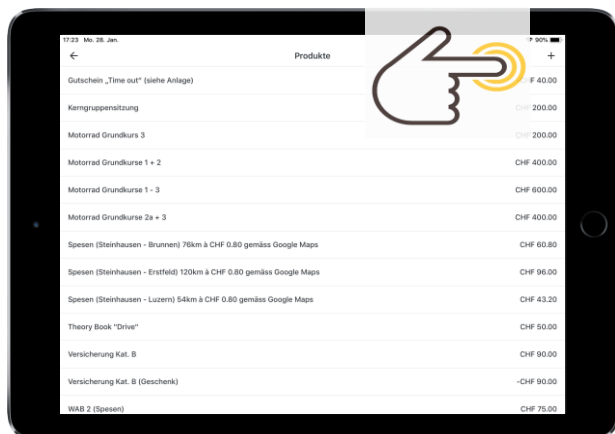 17:23 Mo. 28. Jan. 90%
Produkte +
Gutschein „Time out" (siehe Anlage) CHF 40.00
Kerngruppensitzung CHF 200.00
Motorrad Grundkurs 3 CHF 200.00
Motorrad Grundkurse 1 + 2 CHF 400.00
Motorrad Grundkurse 1 - 3 CHF 600.00
Motorrad Grundkurse 2a + 3 CHF 400.00
Spesen (Steinhausen - Brunnen) 76km à CHF 0.80 gemäss Google Maps CHF 60.80
Spesen (Steinhausen - Erstfeld) 120km à CHF 0.80 gemäss Google Maps CHF 96.00
Spesen (Steinhausen - Luzern) 54km à CHF 0.80 gemäss Google Maps CHF 43.20
Theory Book "Drive" CHF 50.00
Versicherung Kat. B CHF 90.00
Versicherung Kat. B (Geschenk) -CHF 90.00
WAB 2 (Spesen) CHF 75.00